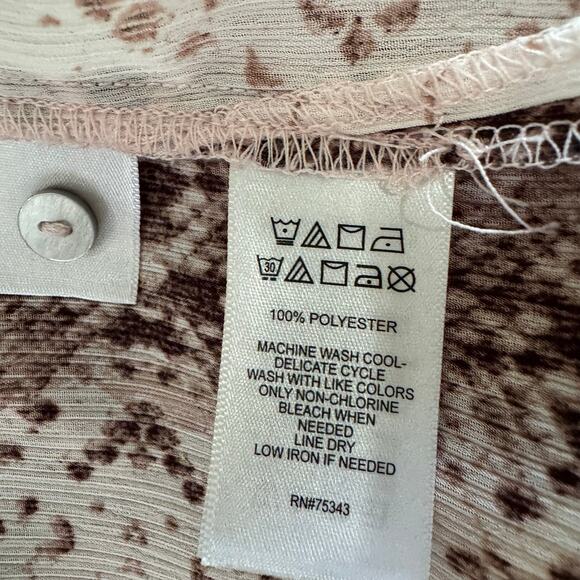 30
100% POLYESTER
MACHINE WASH COOL-
DELICATE CYCLE
WASH WITH LIKE COLORS
ONLY NON-CHLORINE
BLEACH WHEN
NEEDED
LINE DRY
LOW IRON IF NEEDED
RN#75343